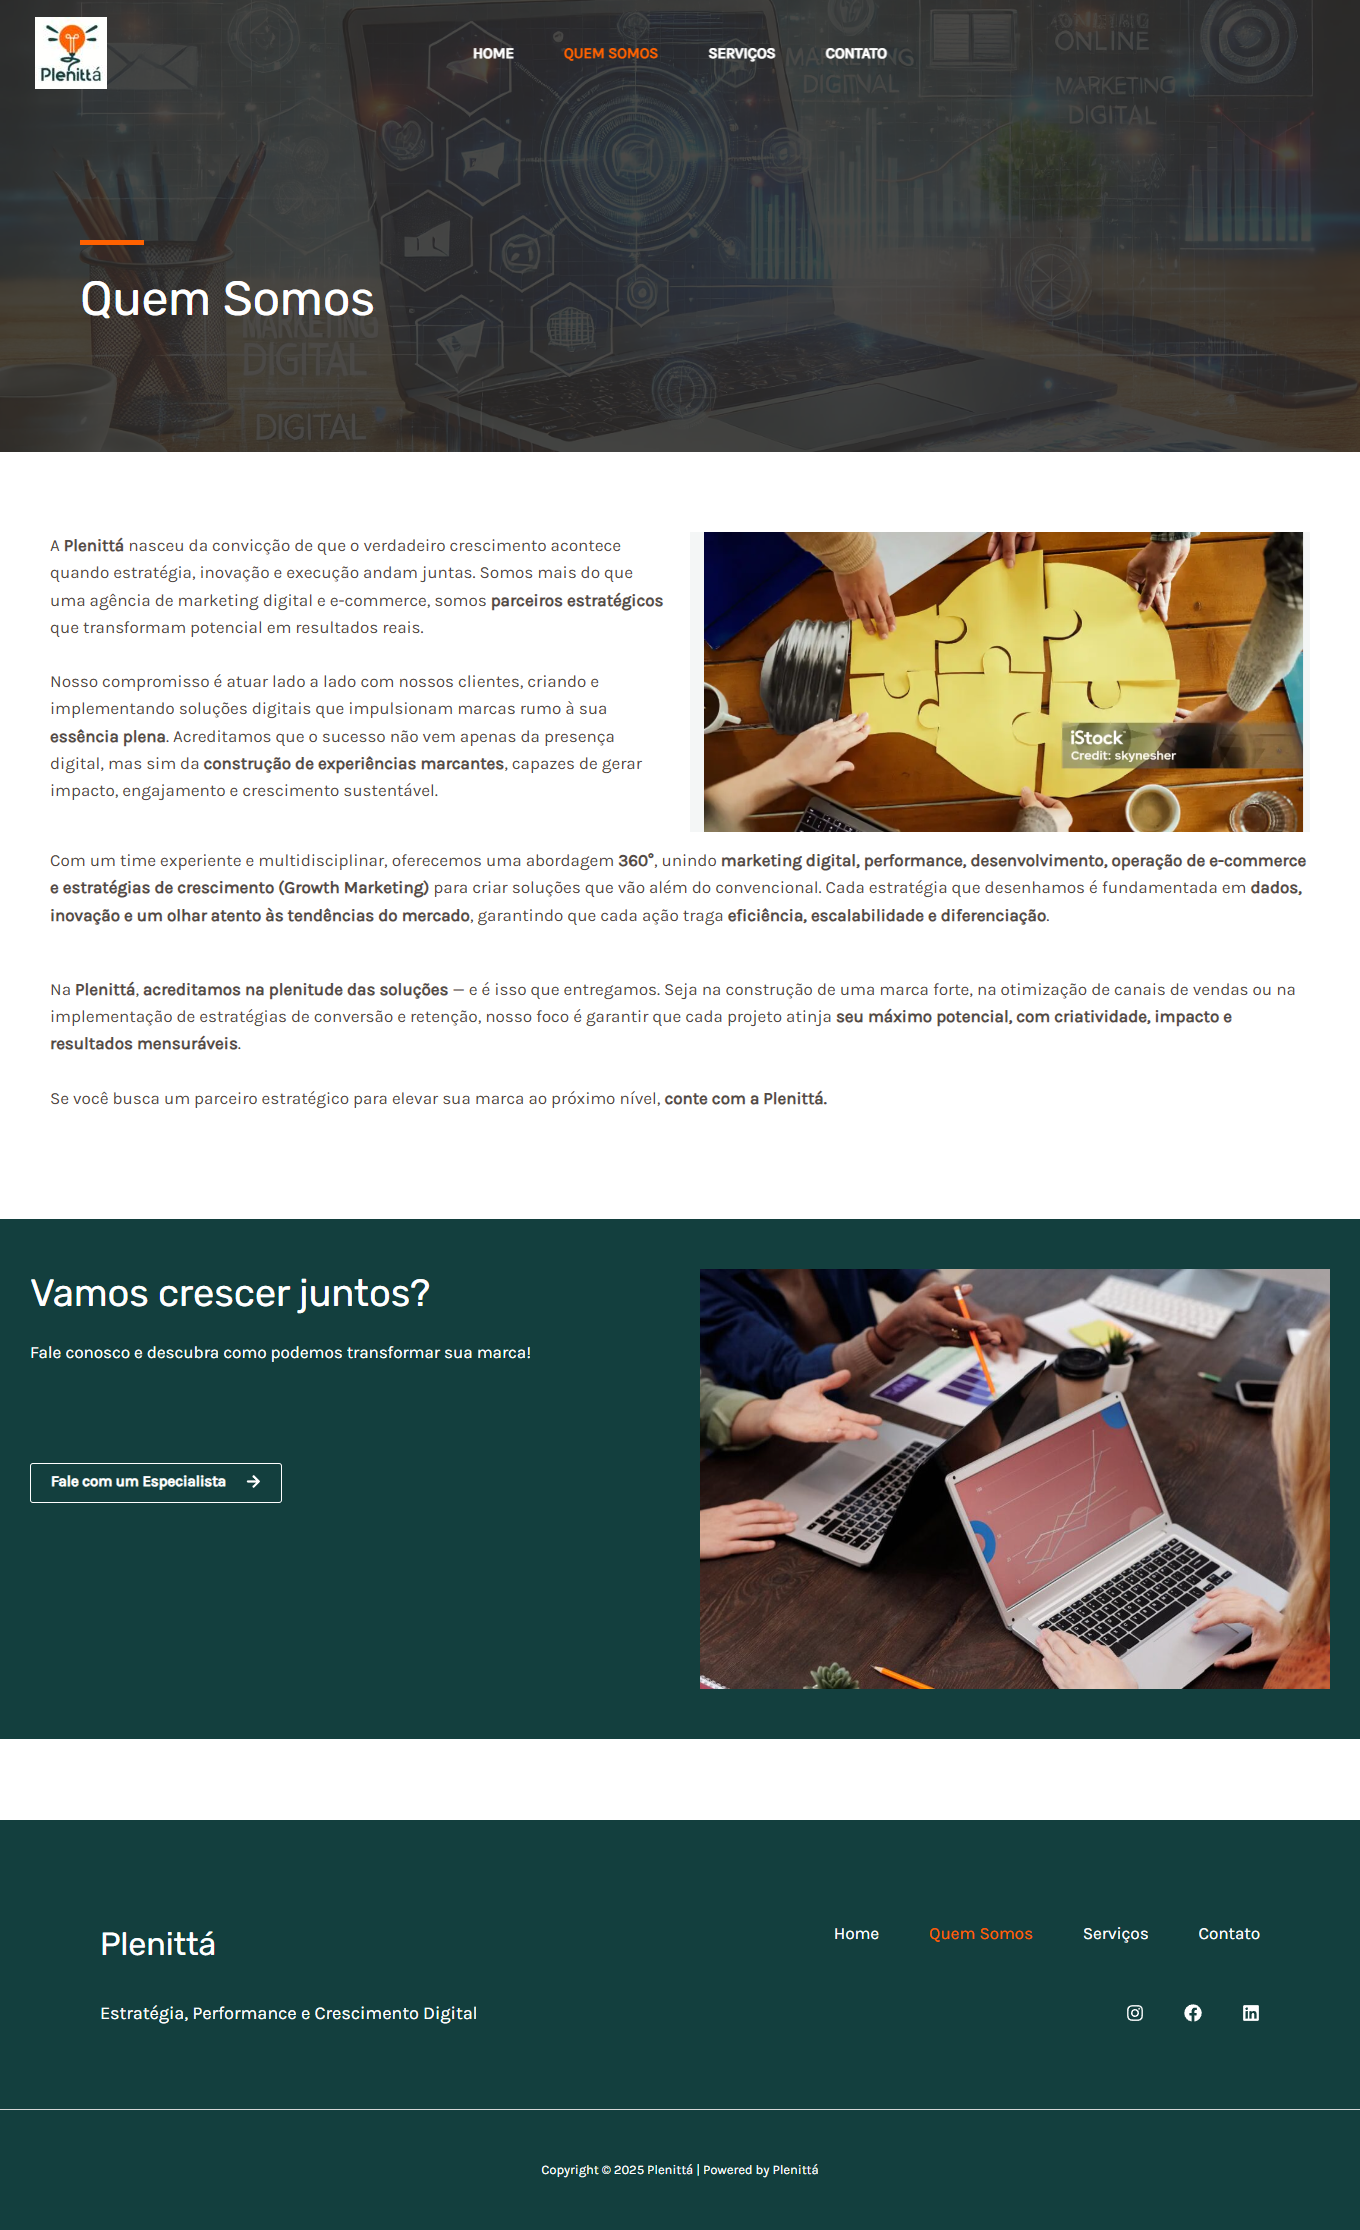 Plenittá
HOME
QUEM SOMOS
SERVIÇOS
CONTATO
MARKETING
DIGITNAL
ONLINE
MARKETING
DIGITAL
Quem Somos
MARKETING
DIGITAL
DIGITAL
A Plenittá nasceu da convicção de que o verdadeiro crescimento acontece
quando estratégia, inovação e execução andam juntas. Somos mais do que
uma agência de marketing digital e e-commerce, somos parceiros estratégicos
que transformam potencial em resultados reais.
Nosso compromisso é atuar lado a lado com nossos clientes, criando e
implementando soluções digitais que impulsionam marcas rumo à sua
essência plena. Acreditamos que o sucesso não vem apenas da presença
digital, mas sim da construção de experiências marcantes, capazes de gerar
impacto, engajamento e crescimento sustentável.
iStock
Credit: skynesher
Com um time experiente e multidisciplinar, oferecemos uma abordagem 360°, unindo marketing digital, performance, desenvolvimento, operação de e-commerce
e estratégias de crescimento (Growth Marketing) para criar soluções que vão além do convencional. Cada estratégia que desenhamos é fundamentada em dados,
inovação e um olhar atento às tendências do mercado, garantindo que cada ação traga eficiência, escalabilidade e diferenciação.
Na Plenittá, acreditamos na plenitude das soluções — e é isso que entregamos. Seja na construção de uma marca forte, na otimização de canais de vendas ou na
implementação de estratégias de conversão e retenção, nosso foco é garantir que cada projeto atinja seu máximo potencial, com criatividade, impacto e
resultados mensuráveis.
Se você busca um parceiro estratégico para elevar sua marca ao próximo nível, conte com a Plenittá.
Vamos crescer juntos?
Fale conosco e descubra como podemos transformar sua marca!
Fale com um Especialista
Plenittá
Home
Quem Somos
Serviços
Contato
Estratégia, Performance e Crescimento Digital
Copyright © 2025 Plenittá | Powered by Plenittá